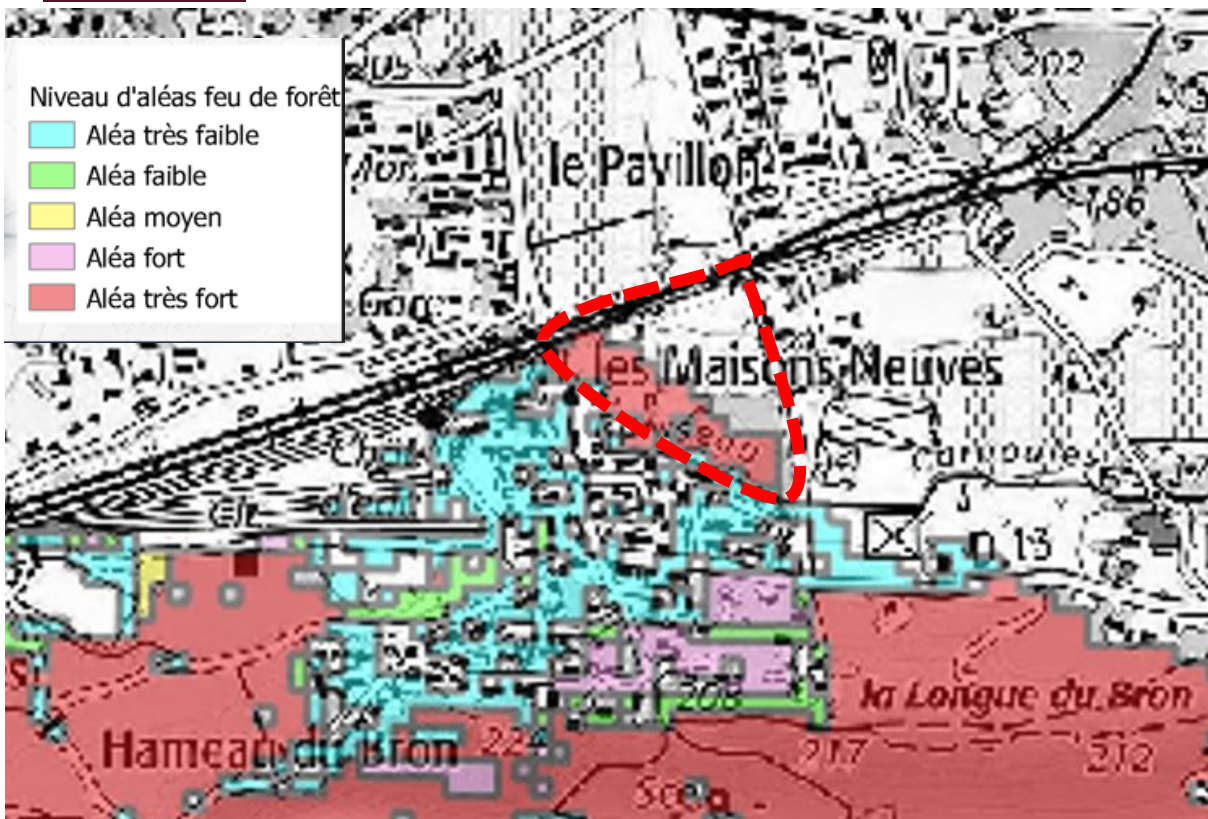 Niveau d'aléas feu de forêt
Aléa très faible
Aléa faible
Aléa moyen
Aléa fort
Aléa très fort
202
le Pavillon
186
les Maisons Neuves
13
la Longue du Bron
Hameau du Bron
224
217
212